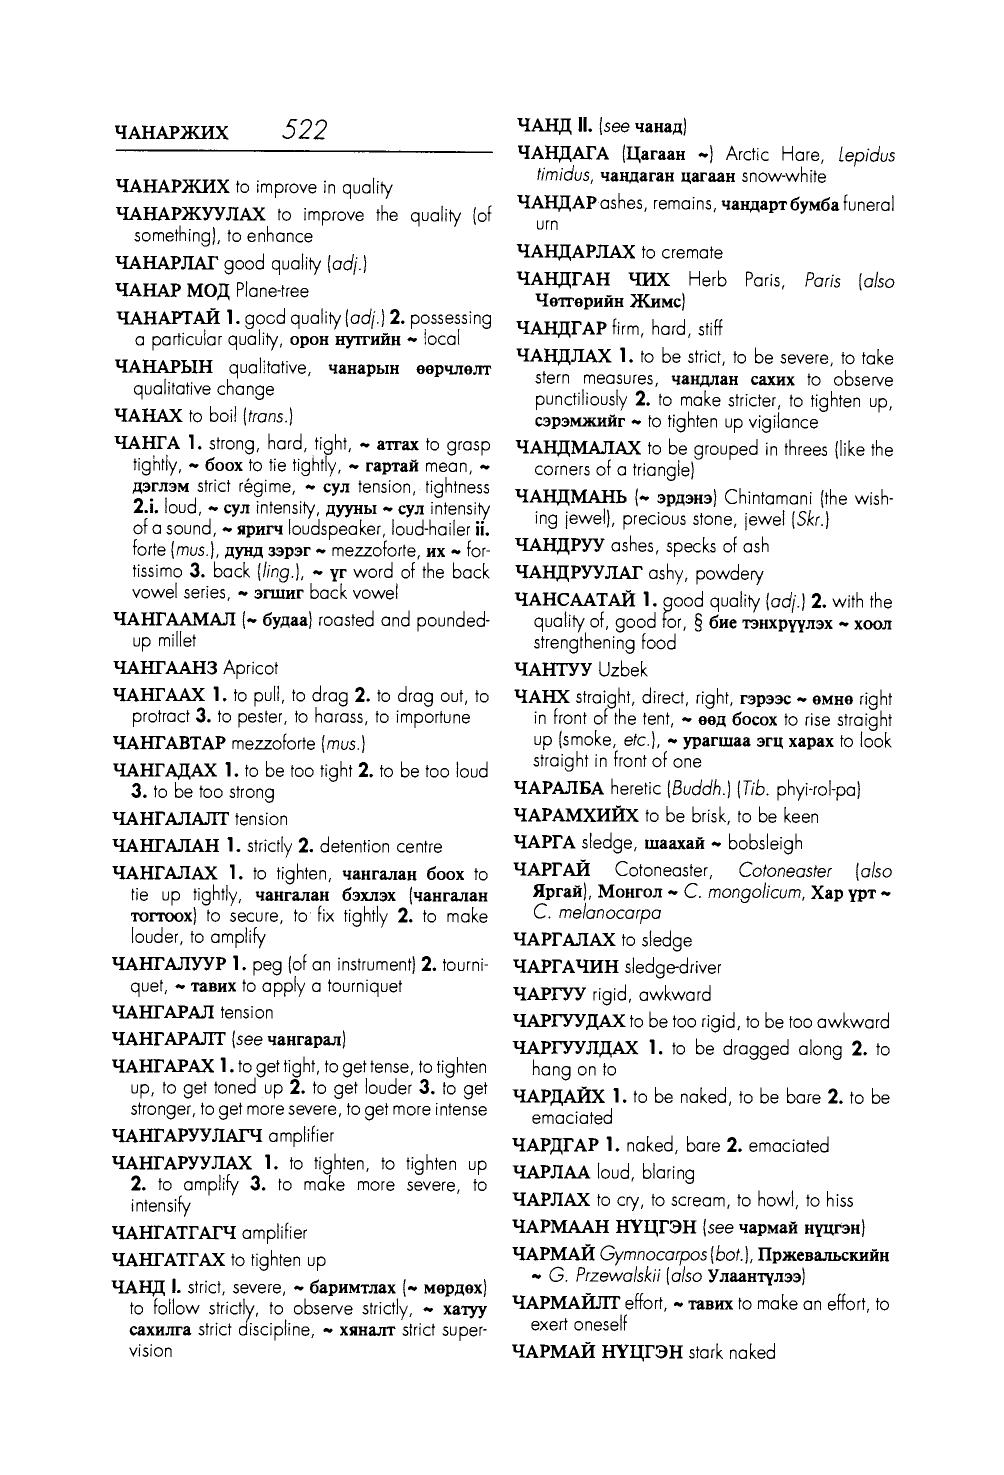 ЧАНАРЖИХ 522
ЧАНАРЖИХ to improve in quality
ЧАНАРЖУУЛАХ to improve the quality (of
something), to enhance
ЧАНАРЛАГ good quality (adj.)
ЧАНАР МОД Plane-tree
ЧАНАРТАЙ 1. good quality (adj.) 2. possessing
a particular quality, орон нутгийн ~ local
ЧАНАРЫН qualitative, чанарын өөрчлөлт
qualitative change
ЧАНАХ to boil (trans.)
ЧАНГА 1. strong, hard, tight, ~ атгах to grasp
tightly, ~ боох to tie tightly, ~ гартай mean, ~
дэглэм strict régime, ~ сул tension, tightness
2.i. loud, ~ сул intensity, дууны ~ сул intensity
of a sound, ~ яригч loudspeaker, loud-hailer ii.
forte (mus.), дунд зэрэг ~ mezzoforte, их ~ for-
tissimo 3. back (ling.), ~ үг word of the back
vowel series, ~ эгшиг back vowel
ЧАНГААМАЛ (~ будаа) roasted and pounded-
up millet
ЧАНГААНЗ Apricot
ЧАНГААХ 1. to pull, to drag 2. to drag out, to
protract 3. to pester, to harass, to importune
ЧАНГАВТАР mezzoforte (mus.)
ЧАНГАДАХ 1. to be too tight 2. to be too loud
3. to be too strong
ЧАНГАЛАЛТ tension
ЧАНГАЛАН 1. strictly 2. detention centre
ЧАНГАЛАХ 1. to tighten, чангалан боох to
tie up tightly, чангалан бэхлэх (чангалан
тогтоох) to secure, to fix tightly 2. to make
louder, to amplify
ЧАНГАЛУУР 1. peg (of an instrument) 2. tourni-
quet, ~ тавих to apply a tourniquet
ЧАНГАРАЛ tension
ЧАНГАРАЛТ (see чангарал)
ЧАНГАРАХ 1. to get tight, to get tense, to tighten
up, to get toned up 2. to get louder 3. to get
stronger, to get more severe, to get more intense
ЧАНГАРУУЛАГЧ amplifier
ЧАНГАРУУЛАХ 1. to tighten, to tighten up
2. to amplify 3. to make more severe, to
intensify
ЧАНГАТГАГЧ amplifier
ЧАНГАТГАХ to tighten up
ЧАНД I. strict, severe, ~ баримтлах (~ мөрдөх)
to follow strictly, to observe strictly, ~ хатуу
сахилга strict discipline, ~ хяналт strict super-
vision
ЧАНД II. (see чанад)
ЧАНДАГА (Цагаан ~) Arctic Hare, Lepidus
timidus, чандаган цагаан snow-white
ЧАНДАР ashes, remains, чандарт бумба funeral
urn
ЧАНДАРЛАХ to cremate
ЧАНДГАН ЧИХ Herb Paris, Paris (also
Чөтгөрийн Жимс)
ЧАНДГАР firm, hard, stiff
ЧАНДЛАХ 1. to be strict, to be severe, to take
stern measures, чандлан сахих to observe
punctiliously 2. to make stricter, to tighten up,
сэрэмжийг ~ to tighten up vigilance
ЧАНДМАЛАХ to be grouped in threes (like the
corners of a triangle)
ЧАНДМАНЬ (~ эрдэнэ) Chintamani (the wish-
ing jewel), precious stone, jewel (Skr.)
ЧАНДРУУ ashes, specks of ash
ЧАНДРУУЛАГ ashy, powdery
ЧАНСААТАЙ 1. good quality (adj.) 2. with the
quality of, good for, § бие тэнхрүүлэх ~ хоол
strengthening food
ЧАНТУУ Uzbek
ЧАНХ straight, direct, right, гэрээс ~ өмнө right
in front of the tent, ~ өөд босох to rise straight
up (smoke, etc.), ~ урагшаа эгц харах to look
straight in front of one
ЧАРАЛБА heretic (Buddh.) (Tib. phyi-rol-pa)
ЧАРАМХИЙХ to be brisk, to be keen
ЧАРГА sledge, шаахай ~ bobsleigh
ЧАРГАЙ Cotoneaster, Cotoneaster (also
Яргай), Монгол ~ C. mongolicum, Хар үрт ~
C. melanocarpa
ЧАРГАЛАХ to sledge
ЧАРГАЧИН sledge-driver
ЧАРГУУ rigid, awkward
ЧАРГУУДАХ to be too rigid, to be too awkward
ЧАРГУУЛДАХ 1. to be dragged along 2. to
hang on to
ЧАРДАЙХ 1. to be naked, to be bare 2. to be
emaciated
ЧАРДГАР 1. naked, bare 2. emaciated
ЧАРЛАА loud, blaring
ЧАРЛАХ to cry, to scream, to howl, to hiss
ЧАРМААН НҮЦГЭН (see чармай нүцгэн)
ЧАРМАЙ Gymnocarpos (bot.), Пржевальскийн
~ G. Przewalskii (also Улаантүлээ)
ЧАРМАЙЛТ effort, ~ тавих to make an effort, to
exert oneself
ЧАРМАЙ НҮЦГЭН stark naked